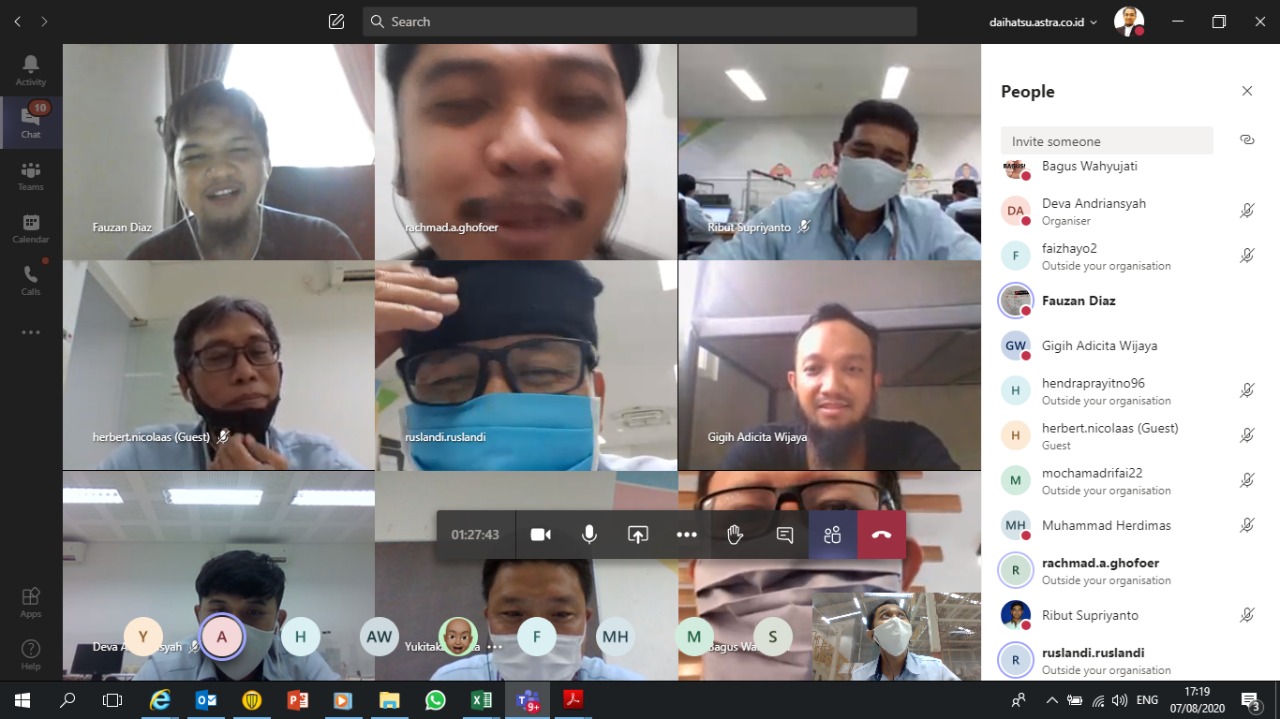 Search
daihatsu.astra.co.id
Activity
10
Chat
Teams
Calendar
Calls
Apps
Help
Fauzan Diaz
rachmad.a.ghofoer
Ribut Supriyanto
herbert.nicolaas (Guest)
ruslandi.ruslandi
Gigih Adicita Wijaya
01:27:43
Deva A
syah
Yukitak
Bagus Wa
Y
A
H
AW
F
MH
M
S
People
Invite someone
Bagus Wahyujati
DA
Deva Andriansyah
Organiser
F
faizhayo2
Outside your organisation
Fauzan Diaz
GW
Gigih Adicita Wijaya
H
hendraprayitno96
Outside your organisation
H
herbert.nicolaas (Guest)
Guest
M
mochamadrifai22
Outside your organisation
MH
Muhammad Herdimas
R
rachmad.a.ghofoer
Outside your organisation
Ribut Supriyanto
R
ruslandi.ruslandi
Outside your organisation
9+
ENG
17:19
07/08/2020
3